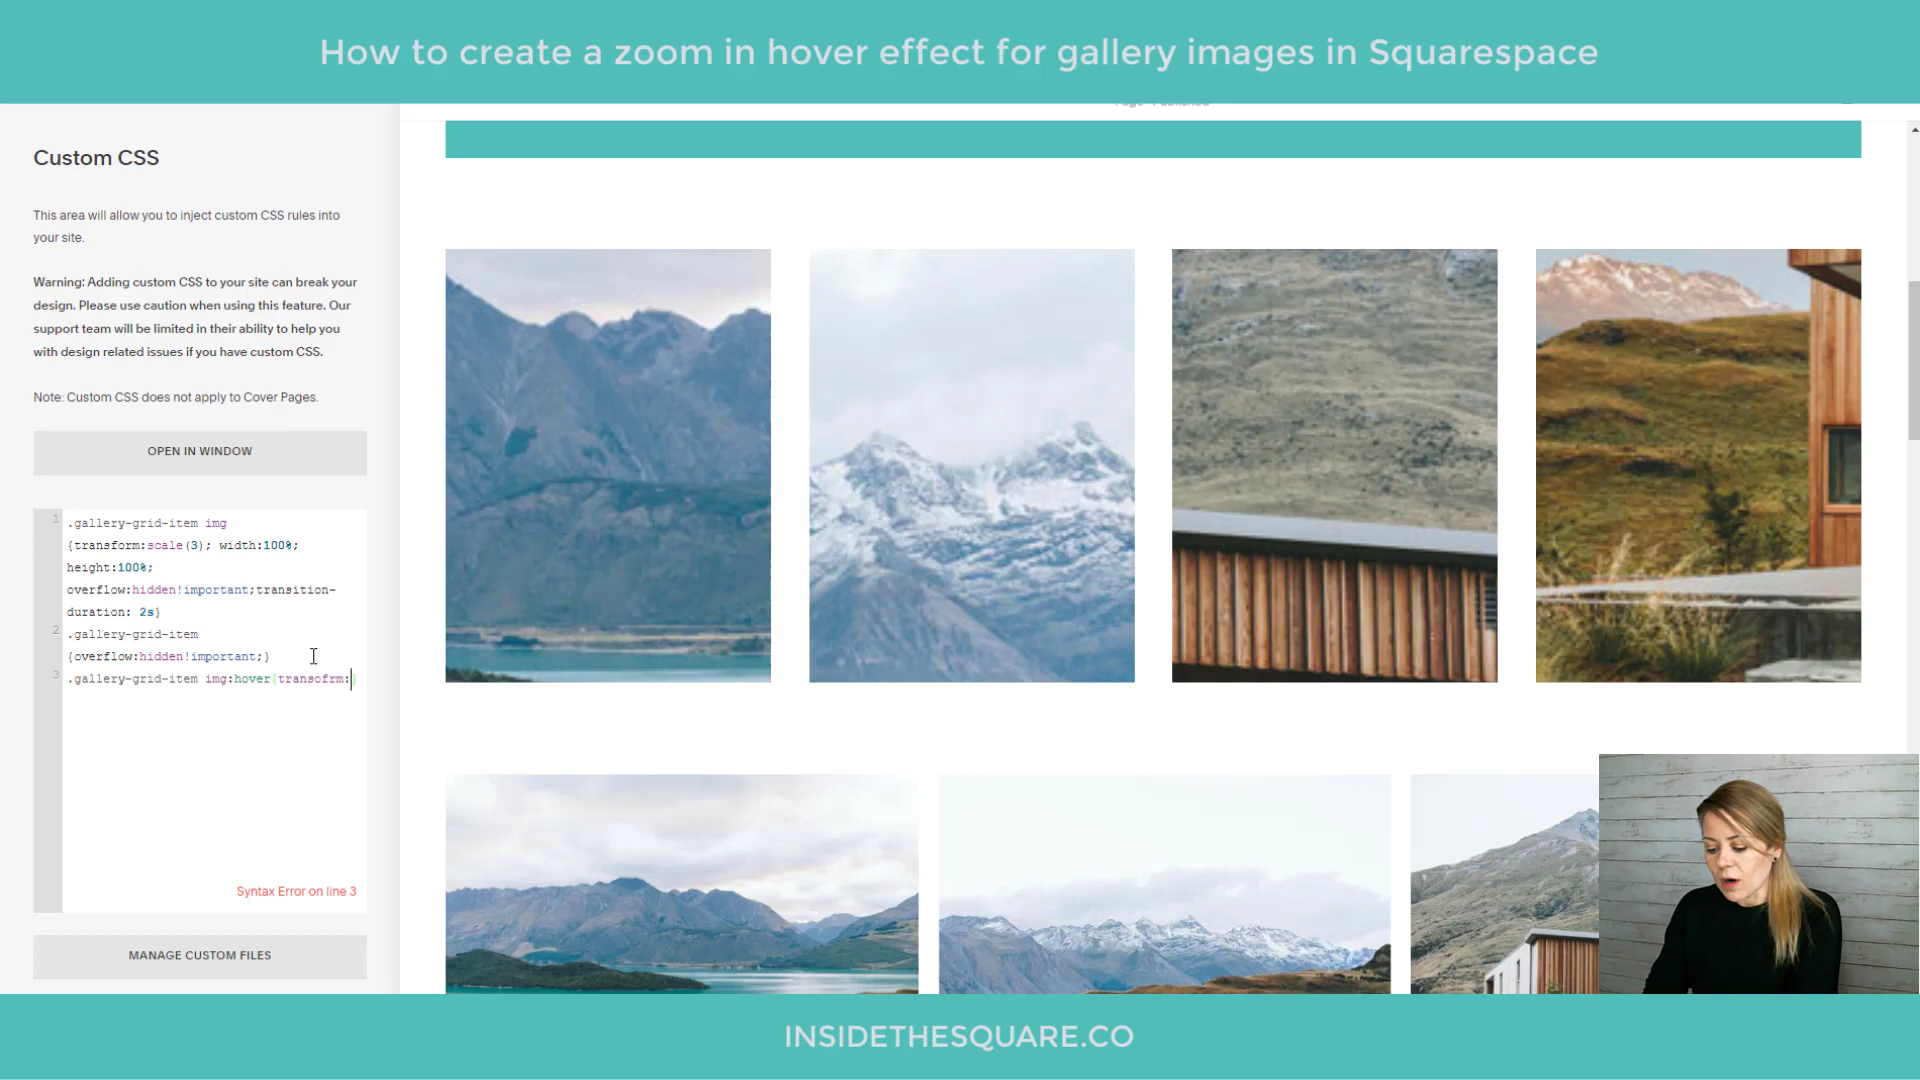 How to create a zoom in hover effect for gallery images in Squarespace
Custom CSS
This area will allow you to inject custom CSS rules into
your site.
Warning: Adding custom CSS to your site can break your
design. Please use caution when using this feature. Our
support team will be limited in their ability to help you
with design related issues if you have custom CSS.
Note: Custom CSS does not apply to Cover Pages.
OPEN IN WINDOW
1 .gallery-grid-item img
{transform:scale(3); width:100%;
height:100%;
overflow:hidden!important;transition-
duration: 2s}
2 .gallery-grid-item
{overflow:hidden!important;}
3 .gallery-grid-item img:hover(transofrm:)
Syntax Error on line 3
MANAGE CUSTOM FILES
INSIDETHESQUARE.CO